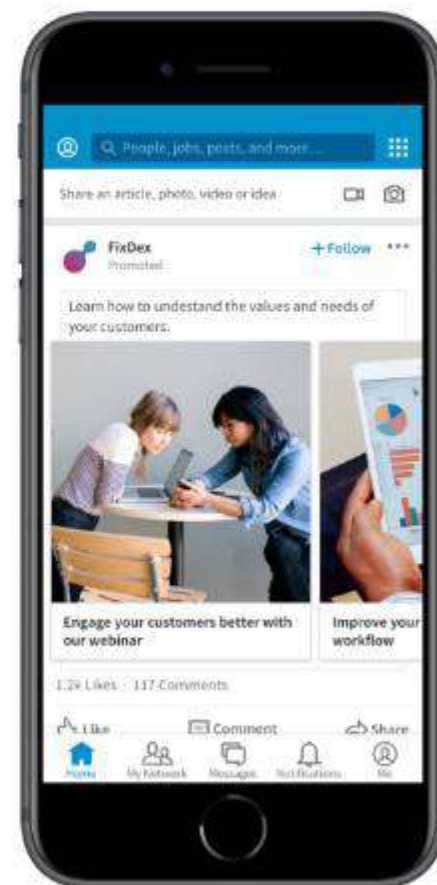 People, jobs, posts, and more...
Share an article, photo, video or idea
FixDex
+ Follow
Promoted
Learn how to undestand the values and needs of
your customers.
Engage your customers better with
our webinar
Improve your
workflow
1.2k Likes · 117 Comments
Like
Comment
Share
Home
My Network
Messages
Notifications
Me